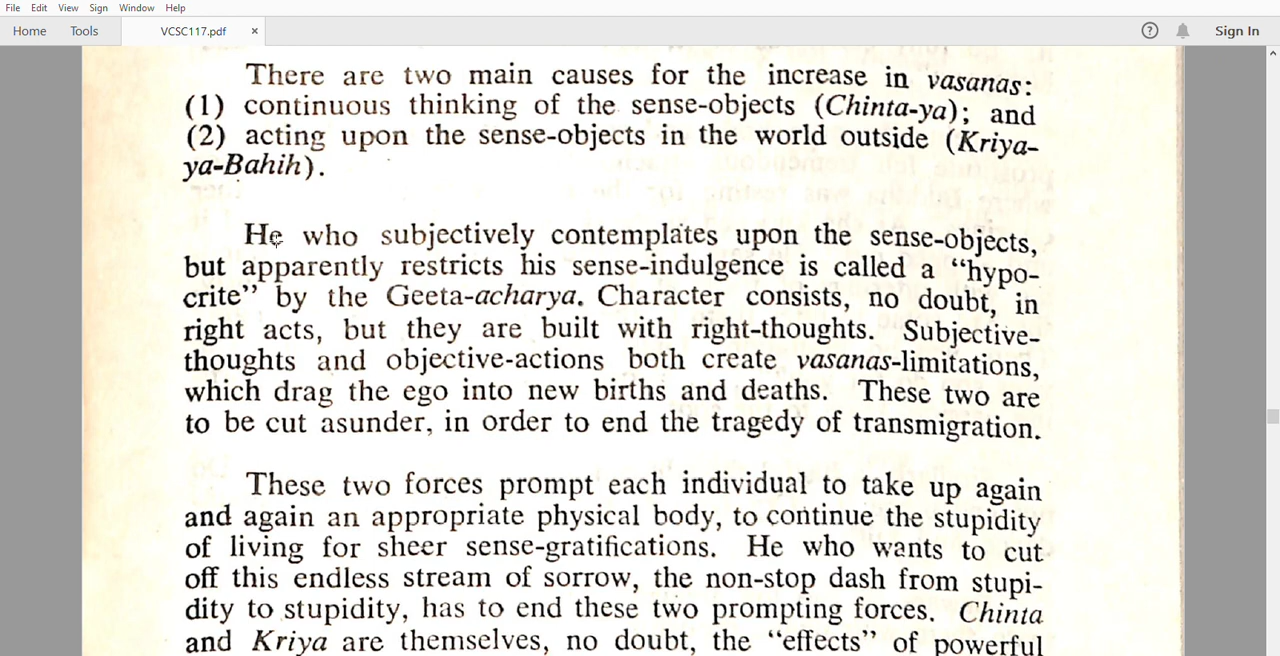 File Edit View Sign Window Help
Home Tools VCSC117.pdf × ? Sign In
There are two main causes for the increase in vasanas:
(1) continuous thinking of the sense-objects (Chinta-ya); and
(2) acting upon the sense-objects in the world outside (Kriya-
ya-Bahih).
He who subjectively contemplates upon the sense-objects,
but apparently restricts his sense-indulgence is called a “hypo-
crite” by the Geeta-acharya. Character consists, no doubt, in
right acts, but they are built with right-thoughts. Subjective-
thoughts and objective-actions both create vasanas-limitations,
which drag the ego into new births and deaths. These two are
to be cut asunder, in order to end the tragedy of transmigration.
These two forces prompt each individual to take up again
and again an appropriate physical body, to continue the stupidity
of living for sheer sense-gratifications. He who wants to cut
off this endless stream of sorrow, the non-stop dash from stupi-
dity to stupidity, has to end these two prompting forces. Chinta
and Kriya are themselves, no doubt, the “effects” of powerful